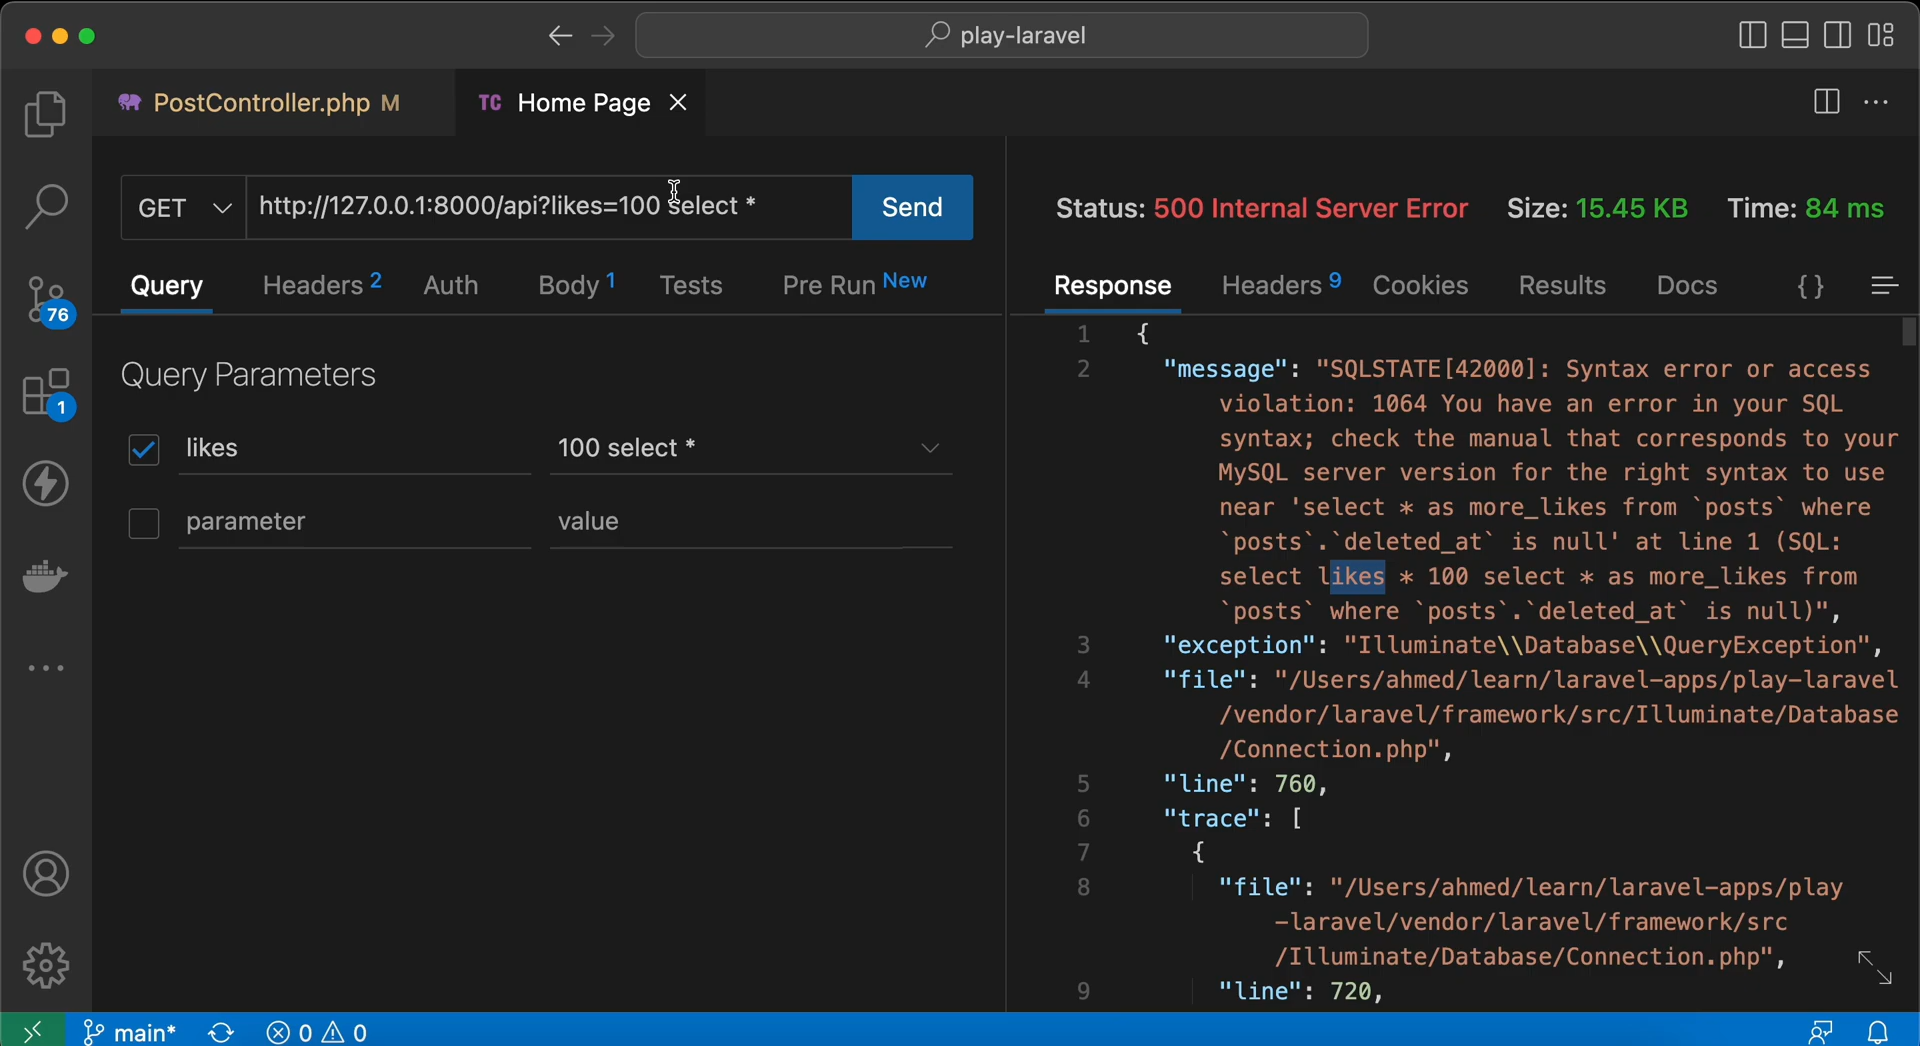 play-laravel
PostController.php M
TC Home Page
GET http://127.0.0.1:8000/api?likes=100 select * Send
Status: 500 Internal Server Error Size: 15.45 KB Time: 84 ms
Query Headers 2 Auth Body 1 Tests Pre Run New
Response Headers 9 Cookies Results Docs {}
Query Parameters
likes 100 select *
parameter value
76
1
1 {
2 "message": "SQLSTATE[42000]: Syntax error or access
violation: 1064 You have an error in your SQL
syntax; check the manual that corresponds to your
MySQL server version for the right syntax to use
near 'select * as more_likes from `posts` where
`posts`.`deleted_at` is null' at line 1 (SQL:
select likes * 100 select * as more_likes from
`posts` where `posts`.`deleted_at` is null)",
3 "exception": "Illuminate\\Database\\QueryException",
4 "file": "/Users/ahmed/learn/laravel-apps/play-laravel
/vendor/laravel/framework/src/Illuminate/Database
/Connection.php",
5 "line": 760,
6 "trace": [
7 {
8 "file": "/Users/ahmed/learn/laravel-apps/play
-laravel/vendor/laravel/framework/src
/Illuminate/Database/Connection.php",
9 "line": 720,
main* 0 0